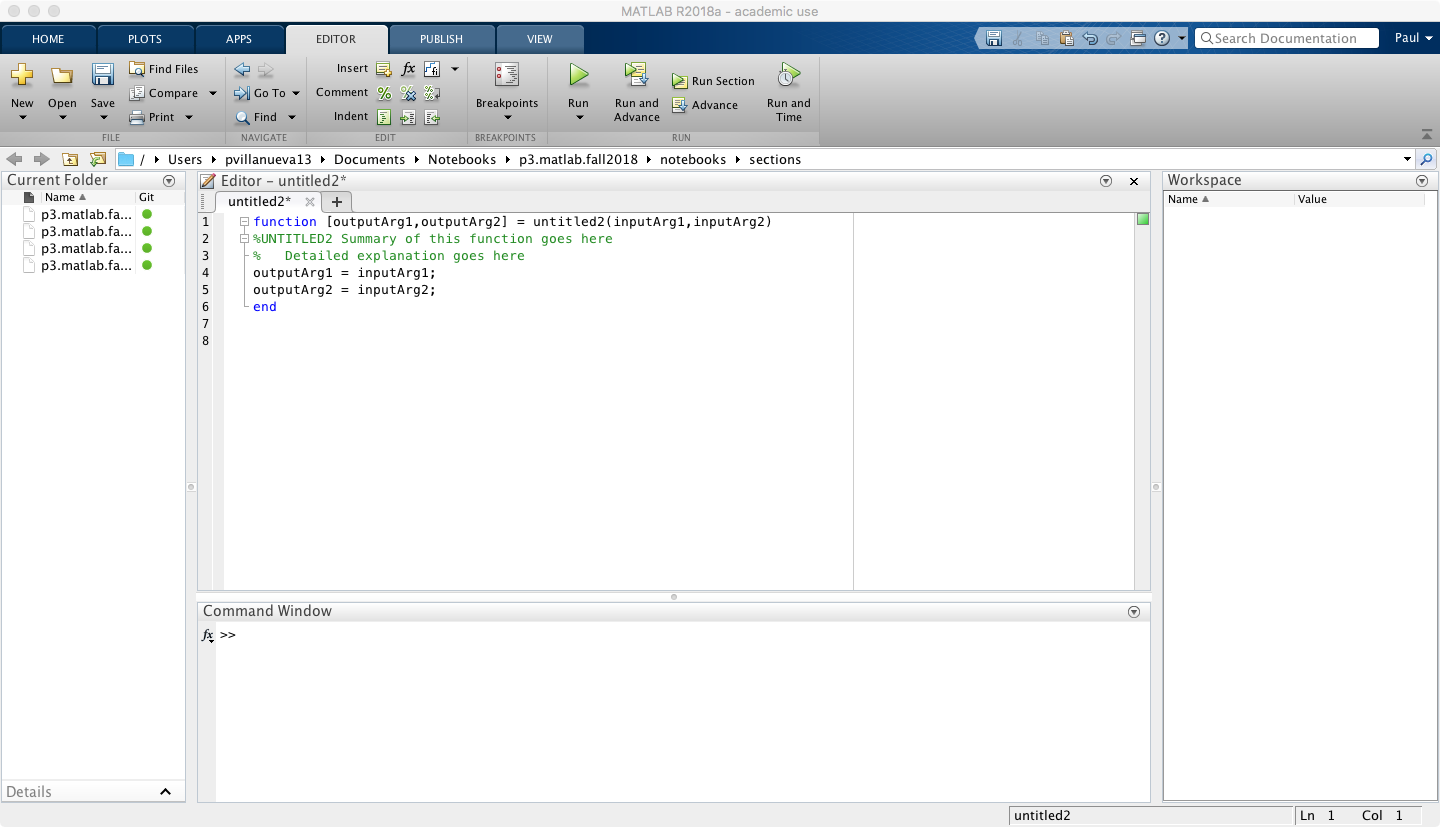 MATLAB R2018a - academic use
HOME PLOTS APPS EDITOR PUBLISH VIEW Search Documentation Paul
New Open Save Find Files Compare Print
FILE
Go To Find
NAVIGATE
Insert fx
Comment
Indent
EDIT
Breakpoints
BREAKPOINTS
Run Run and Advance Run Section Advance Run and Time
RUN
/ Users pvillanueva13 Documents Notebooks p3.matlab.fall2018 notebooks sections
Current Folder
Name Git
p3.matlab.fa...
p3.matlab.fa...
p3.matlab.fa...
p3.matlab.fa...
Details
Editor – untitled2*
untitled2* +
1 function [outputArg1,outputArg2] = untitled2(inputArg1,inputArg2)
2 %UNTITLED2 Summary of this function goes here
3 %   Detailed explanation goes here
4 outputArg1 = inputArg1;
5 outputArg2 = inputArg2;
6 end
7
8
Command Window
fx >>
Workspace
Name Value
untitled2 Ln 1 Col 1